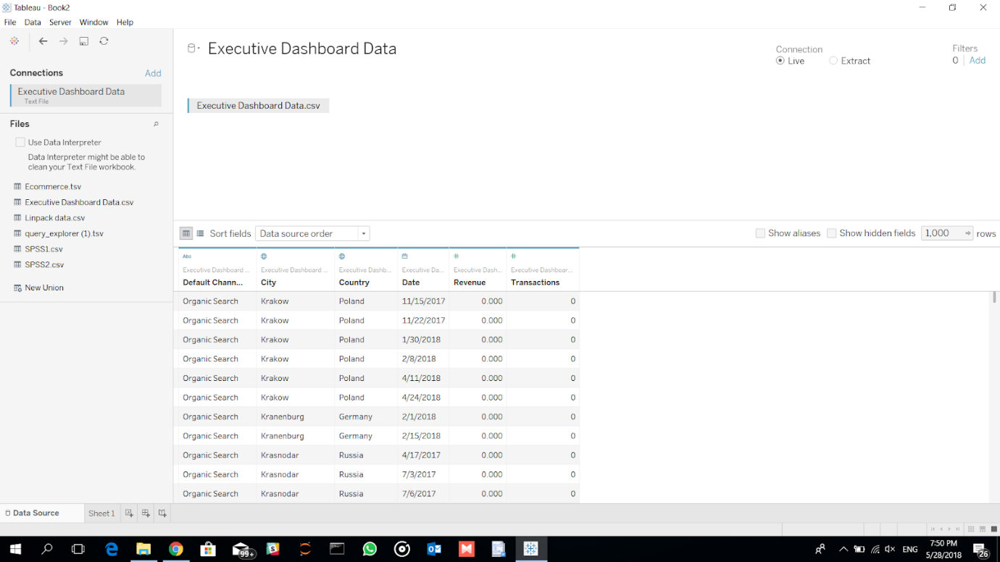 Tableau - Book2
File Data Server Window Help
Connections Add
Executive Dashboard Data
Text File
Files
Use Data Interpreter
Data Interpreter might be able to
clean your Text File workbook.
Ecommerce.tsv
Executive Dashboard Data.csv
Linpack data.csv
query_explorer (1).tsv
SPSS1.csv
SPSS2.csv
New Union
Executive Dashboard Data
Connection
Live Extract
Filters
0 Add
Executive Dashboard Data.csv
Sort fields Data source order Show aliases Show hidden fields 1,000 rows
Abc # #
Executive Dashboard ... Executive Dashboard ... Executive Dashb... Executive Da... Executive Dash... Executive Dashboar...
Default Chann... City Country Date Revenue Transactions
Organic Search Krakow Poland 11/15/2017 0.000 0
Organic Search Krakow Poland 11/22/2017 0.000 0
Organic Search Krakow Poland 1/30/2018 0.000 0
Organic Search Krakow Poland 2/8/2018 0.000 0
Organic Search Krakow Poland 4/11/2018 0.000 0
Organic Search Krakow Poland 4/24/2018 0.000 0
Organic Search Kranenburg Germany 2/1/2018 0.000 0
Organic Search Kranenburg Germany 2/15/2018 0.000 0
Organic Search Krasnodar Russia 4/17/2017 0.000 0
Organic Search Krasnodar Russia 7/3/2017 0.000 0
Organic Search Krasnodar Russia 7/6/2017 0.000 0
Data Source Sheet 1
99+ ENG 7:50 PM
5/28/2018 26